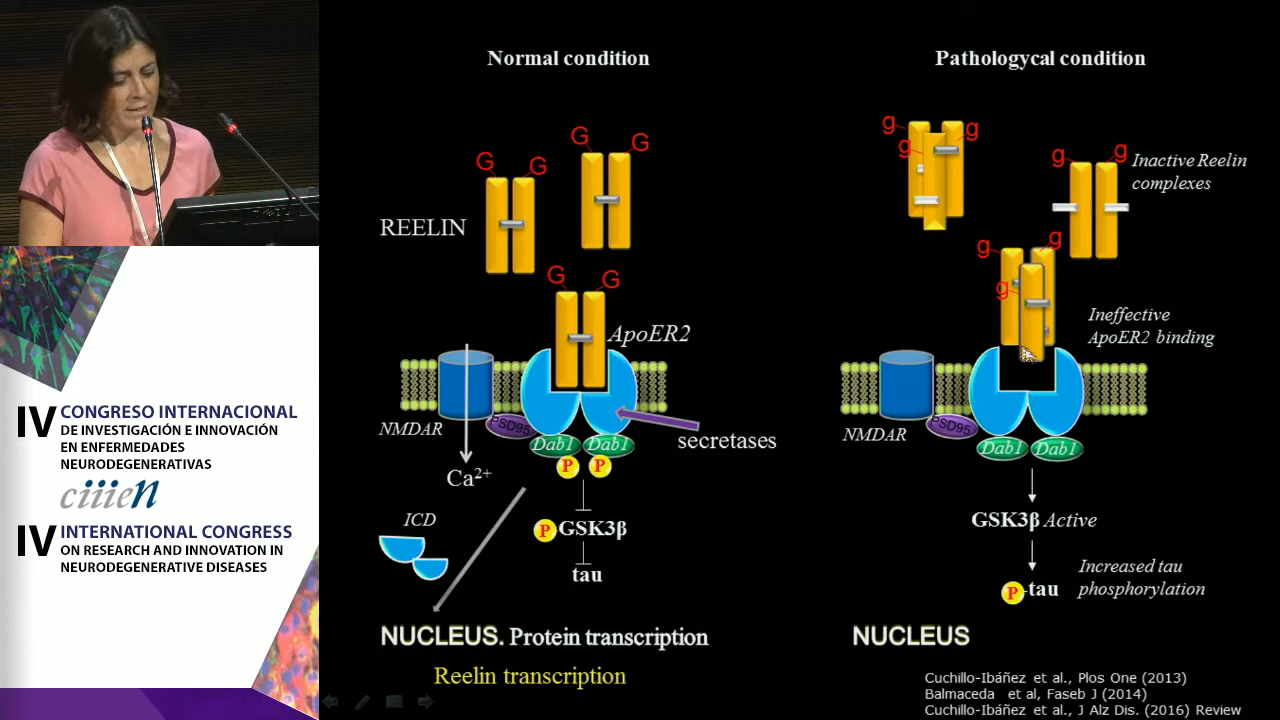 Normal condition
G
G
G
G
REELIN
G
G
ApoER2
NMDAR
PSD95
Dab1
Dab1
P
P
secretases
Ca2+
ICD
P
GSK3β
tau
NUCLEUS. Protein transcription
Reelin transcription
Pathologycal condition
g
g
g
g
g
Inactive Reelin
complexes
g
g
g
Ineffective
ApoER2 binding
NMDAR
PSD95
Dab1
Dab1
GSK3β Active
P
-tau
Increased tau
phosphorylation
NUCLEUS
Cuchillo-Ibáñez et al., Plos One (2013)
Balmaceda et al, Faseb J (2014)
Cuchillo-Ibáñez et al., J Alz Dis. (2016) Review
IV CONGRESO INTERNACIONAL
DE INVESTIGACIÓN E INNOVACIÓN
EN ENFERMEDADES
NEURODEGENERATIVAS
ciiien
IV INTERNATIONAL CONGRESS
ON RESEARCH AND INNOVATION IN
NEURODEGENERATIVE DISEASES